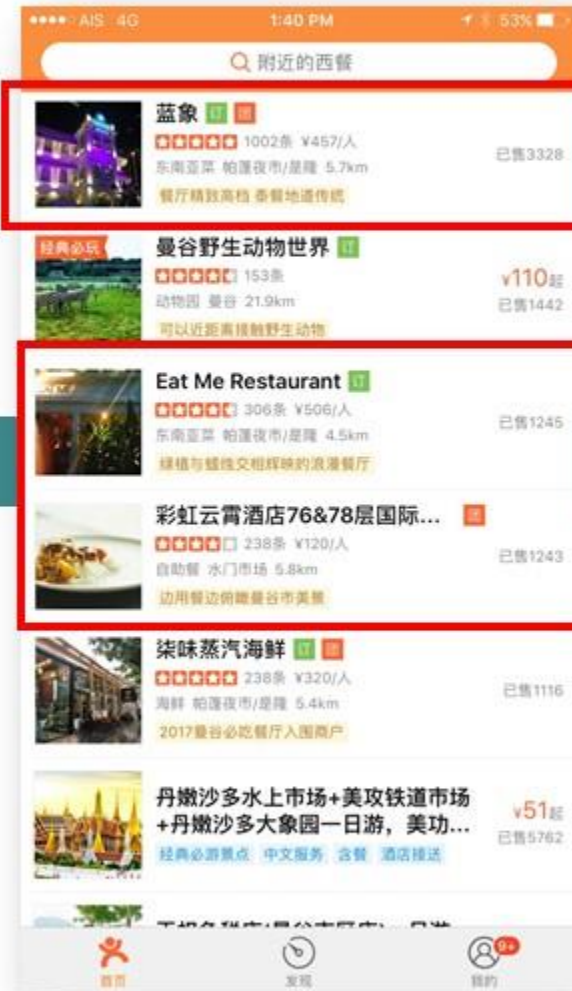 AIS 4G 1:40 PM 53%
附近的西餐
蓝象 订 团
1002条 ¥457/人
已售3328
东南亚菜 帕蓬夜市/是隆 5.7km
餐厅精致高档 泰餐地道传统
经典必玩
曼谷野生动物世界 订
153条
¥110起
动物园 曼谷 21.9km
已售1442
可以近距离接触野生动物
Eat Me Restaurant 订
306条 ¥506/人
已售1245
东南亚菜 帕蓬夜市/是隆 4.5km
绿植与蜡烛交相辉映的浪漫餐厅
彩虹云霄酒店76&78层国际... 团
238条 ¥120/人
已售1243
自助餐 水门市场 5.8km
边用餐边俯瞰曼谷市美景
柒味蒸汽海鲜 订 团
238条 ¥320/人
已售1116
海鲜 帕蓬夜市/是隆 5.4km
2017曼谷必吃餐厅入围商户
丹嫩沙多水上市场+美攻铁道市场
+丹嫩沙多大象园一日游，美功...
¥51起
已售5762
经典必游景点 中文服务 含餐 酒店接送
9+
首页 发现 我的